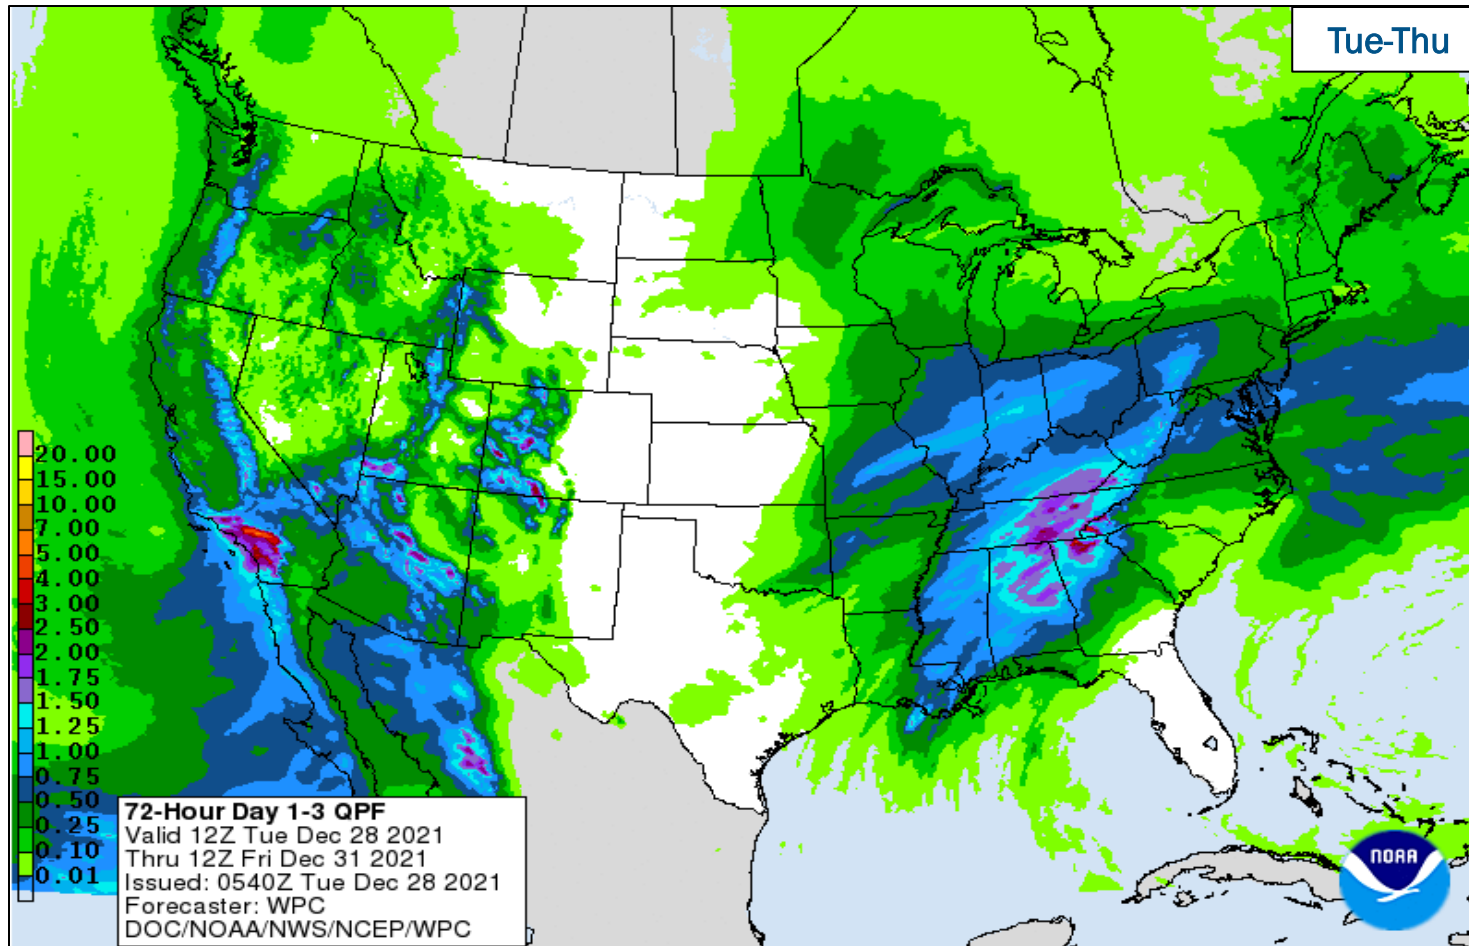 Tue-Thu
20.00
15.00
10.00
7.00
5.00
4.00
3.00
2.50
2.00
1.75
1.50
1.25
1.00
0.75
0.50
0.25
0.10
0.01
72-Hour Day 1-3 QPF
Valid 12Z Tue Dec 28 2021
Thru 12Z Fri Dec 31 2021
Issued: 0540Z Tue Dec 28 2021
Forecaster: WPC
DOC/NOAA/NWS/NCEP/WPC
NOAA